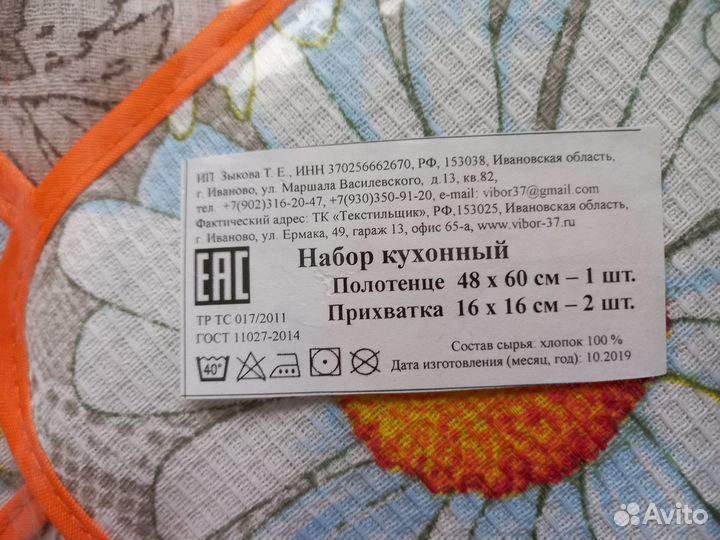 ИП Зыкова Т. Е., ИНН 370256662670, РФ, 153038, Ивановская область,
г. Иваново, ул. Маршала Василевского, д.13, кв.82,
тел. +7(902)316-20-47, +7(930)350-91-20, e-mail: vibor37@gmail.com
Фактический адрес: ТК «Текстильщик», РФ,153025, Ивановская область,
г. Иваново, ул. Ермака, 49, гараж 13, офис 65-а, www.vibor-37.ru
Набор кухонный
Полотенце 48 х 60 см – 1 шт.
Прихватка 16 х 16 см – 2 шт.
ЕАС
ТР ТС 017/2011
ГОСТ 11027-2014
Состав сырья: хлопок 100 %
Дата изготовления (месяц, год): 10.2019
40°
Avito